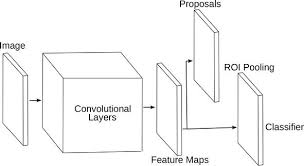 Proposals
Image
ROI Pooling
Convolutional
Layers
Classifier
Feature Maps